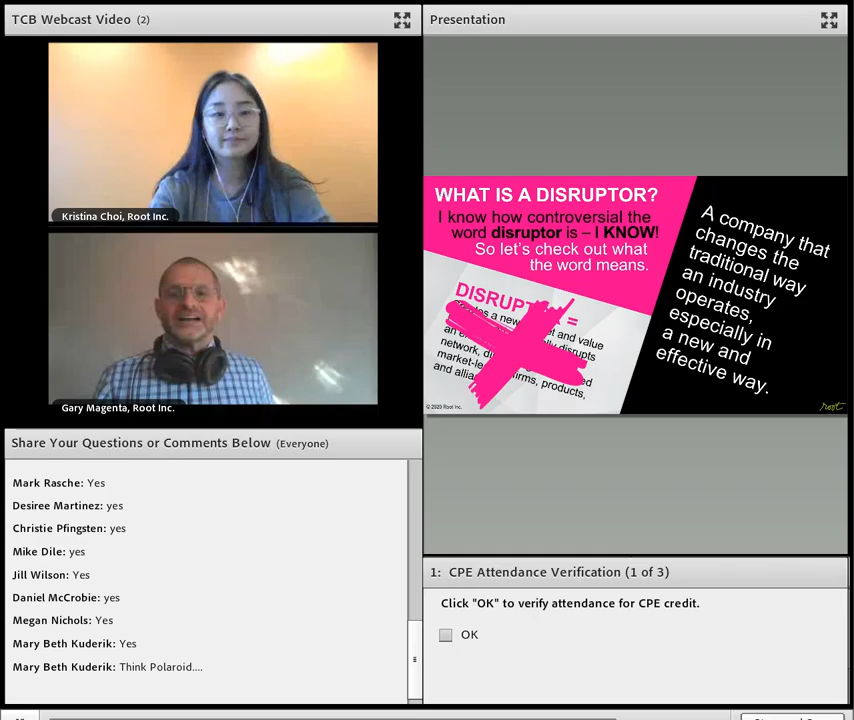 TCB Webcast Video (2)
Kristina Choi, Root Inc.
Gary Magenta, Root Inc.
Share Your Questions or Comments Below (Everyone)
Mark Rasche: Yes
Desiree Martinez: yes
Christie Pfingsten: yes
Mike Dile: yes
Jill Wilson: Yes
Daniel McCrobie: yes
Megan Nichols: Yes
Mary Beth Kuderik: Yes
Mary Beth Kuderik: Think Polaroid....
Presentation
WHAT IS A DISRUPTOR?
I know how controversial the
word disruptor is – I KNOW!
So let's check out what
the word means.
=
a new and value
disrupts
network,
firms, products,
and
© 2020 Root Inc.
A company that
changes the
traditional way
an industry
operates,
especially in
a new and
effective way.
root
1: CPE Attendance Verification (1 of 3)
Click "OK" to verify attendance for CPE credit.
OK